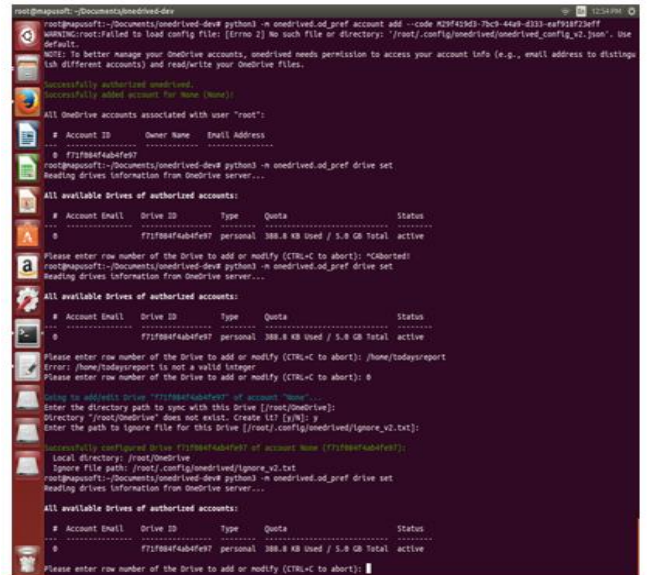 root@mapusoft: ~/Documents/onedrived-dev
12:54 PM
root@mapusoft:~/Documents/onedrived-dev# python3 -m onedrived.od_pref account add --code M29f419d3-7bc9-44a9-d333-eaf918f23eff
WARNING:root:Failed to load config file: [Errno 2] No such file or directory: '/root/.config/onedrived/onedrived_config_v2.json'. Use
default.
NOTE: To better manage your OneDrive accounts, onedrived needs permission to access your account info (e.g., email address to distingu
ish different accounts) and read/write your OneDrive files.
Successfully authorized onedrived.
Successfully added account for None (None)!
All OneDrive accounts associated with user "root":
# Account ID Owner Name Email Address
--- ---------------- ------------ ---------------
0 f71f084f4ab4fe97
root@mapusoft:~/Documents/onedrived-dev# python3 -m onedrived.od_pref drive set
Reading drives information from OneDrive server...
All available Drives of authorized accounts:
# Account Email Drive ID Type Quota Status
0 f71f084f4ab4fe97 personal 388.8 KB Used / 5.0 GB Total active
Please enter row number of the Drive to add or modify (CTRL+C to abort): ^CAborted!
root@mapusoft:~/Documents/onedrived-dev# python3 -m onedrived.od_pref drive set
Reading drives information from OneDrive server...
All available Drives of authorized accounts:
# Account Email Drive ID Type Quota Status
0 f71f084f4ab4fe97 personal 388.8 KB Used / 5.0 GB Total active
Please enter row number of the Drive to add or modify (CTRL+C to abort): /home/todaysreport
Error: /home/todaysreport is not a valid integer
Please enter row number of the Drive to add or modify (CTRL+C to abort): 0
Going to add/edit Drive "f71f084f4ab4fe97" of account "None"...
Enter the directory path to sync with this Drive [/root/OneDrive]:
Directory "/root/OneDrive" does not exist. Create it? [y/N]: y
Enter the path to ignore file for this Drive [/root/.config/onedrived/ignore_v2.txt]:
Successfully configured Drive f71f084f4ab4fe97 of account None (f71f084f4ab4fe97):
Local directory: /root/OneDrive
Ignore file path: /root/.config/onedrived/ignore_v2.txt
root@mapusoft:~/Documents/onedrived-dev# python3 -m onedrived.od_pref drive set
Reading drives information from OneDrive server...
All available Drives of authorized accounts:
# Account Email Drive ID Type Quota Status
0 f71f084f4ab4fe97 personal 388.8 KB Used / 5.0 GB Total active
Please enter row number of the Drive to add or modify (CTRL+C to abort):